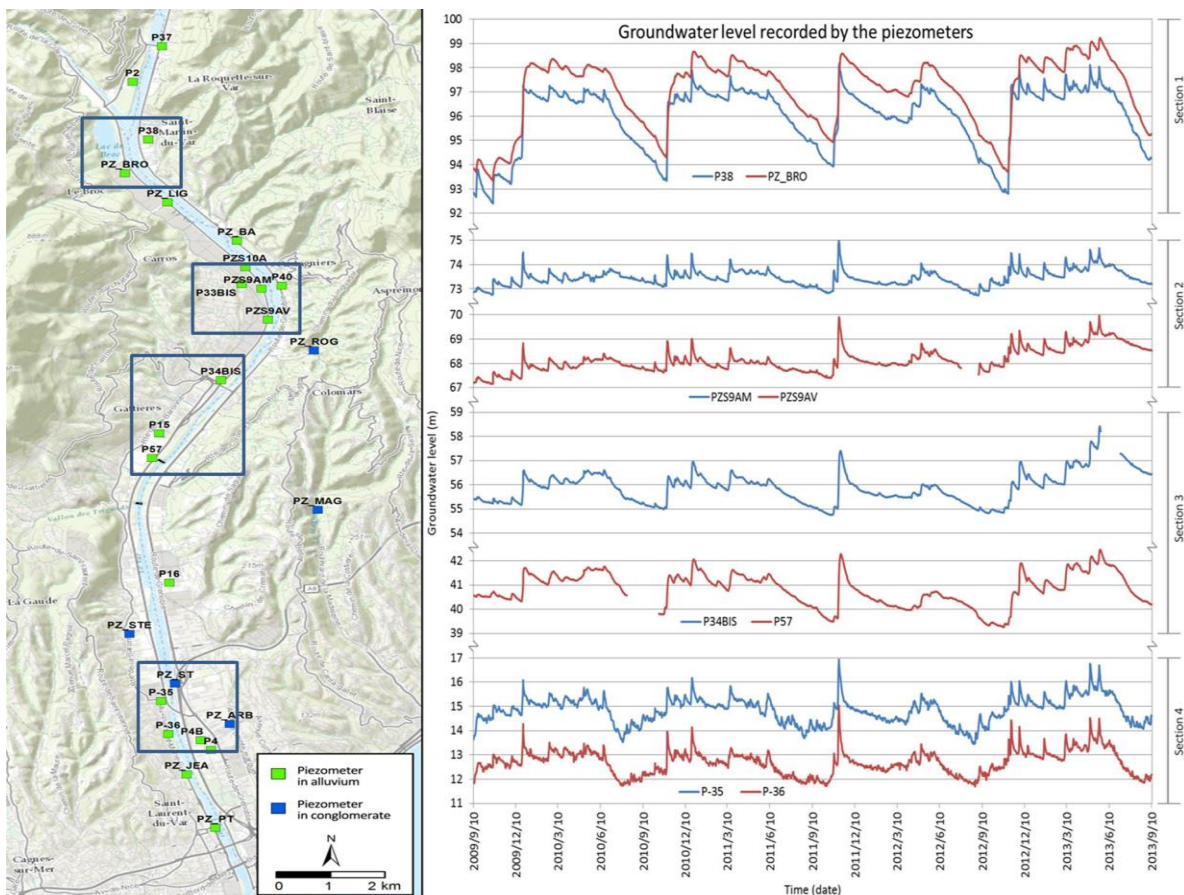 P37
P2
La Roquette-sur-
Var
Saint-
Blaise
P38
Saint-
Martin-
du-Var
Lac du
Broc
PZ_BRO
Le Broc
PZ_LIG
PZ_BA
Carros
PZS10A
PZS9AM
P40
P33BIS
Aspremont
PZS9AV
PZ_ROG
P34BIS
Colomars
Gattières
P15
P57
PZ_MAG
P16
La Gaude
PZ_STE
PZ_ST
P-35
PZ_ARB
P-36
P4B
P4
PZ_JEA
Saint-
Laurent-
du-Var
PZ_PT
Cagnes-
sur-Mer
Piezometer
in alluvium
Piezometer
in conglomerate
N
0 1 2 km
Groundwater level recorded by the piezometers
Groundwater level (m)
100
99
98
97
96
95
94
93
92
P38 PZ_BRO
Section 1
75
74
73
70
69
68
67
PZS9AM PZS9AV
Section 2
59
58
57
56
55
54
42
41
40
39
P34BIS P57
Section 3
17
16
15
14
13
12
11
P-35 P-36
Section 4
2009/9/10
2009/12/10
2010/3/10
2010/6/10
2010/9/10
2010/12/10
2011/3/10
2011/6/10
2011/9/10
2011/12/10
2012/3/10
2012/6/10
2012/9/10
2012/12/10
2013/3/10
2013/6/10
2013/9/10
Time (date)